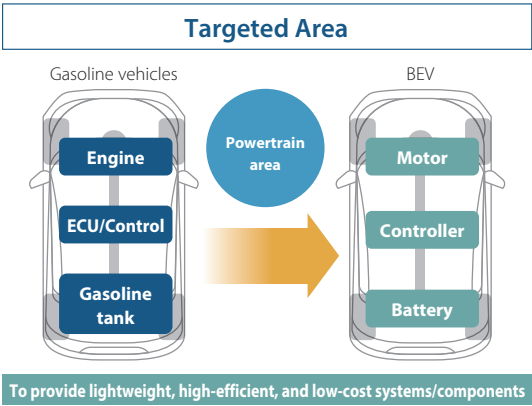 Targeted Area
Gasoline vehicles
BEV
Powertrain
area
Engine
ECU/Control
Gasoline
tank
Motor
Controller
Battery
To provide lightweight, high-efficient, and low-cost systems/components